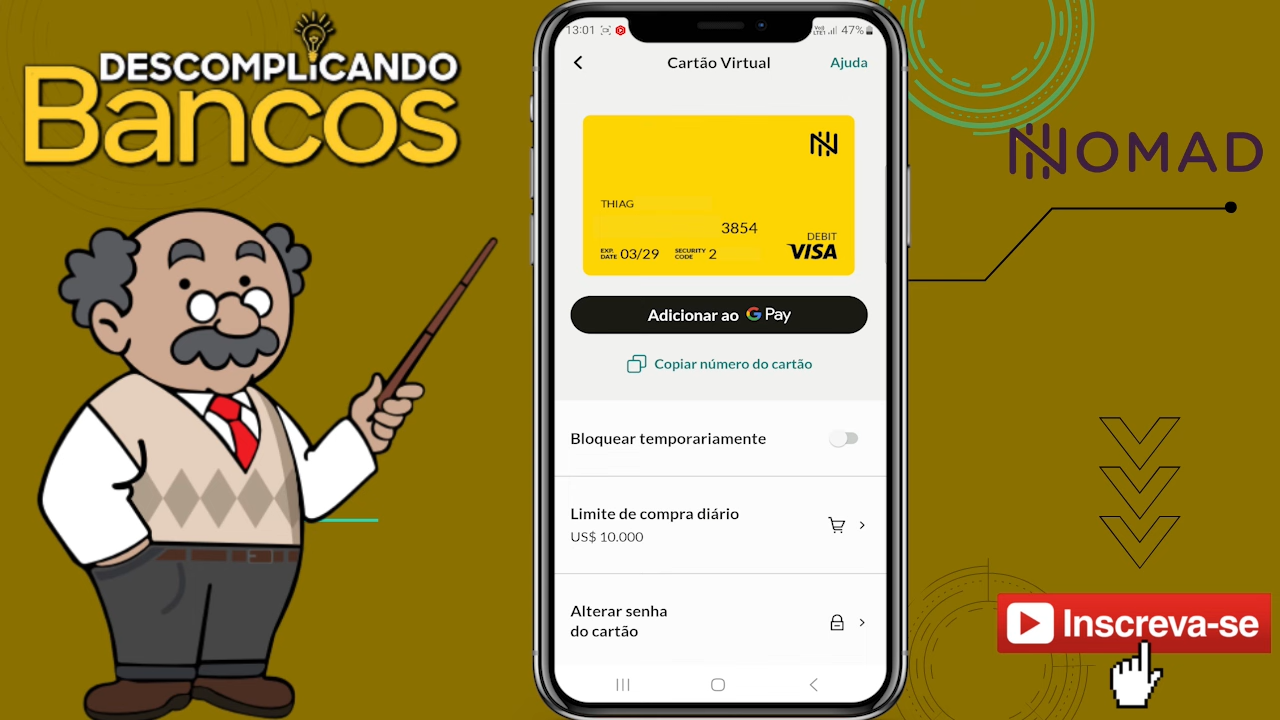 DESCOMPLiCANDO
Bancos
13:01
47%
Cartão Virtual
Ajuda
THIAG
3854
EXP. DATE 03/29 SECURITY CODE 2
DEBIT
VISA
Adicionar ao G Pay
Copiar número do cartão
Bloquear temporariamente
Limite de compra diário
US$ 10.000
Alterar senha
do cartão
NOMAD
Inscreva-se